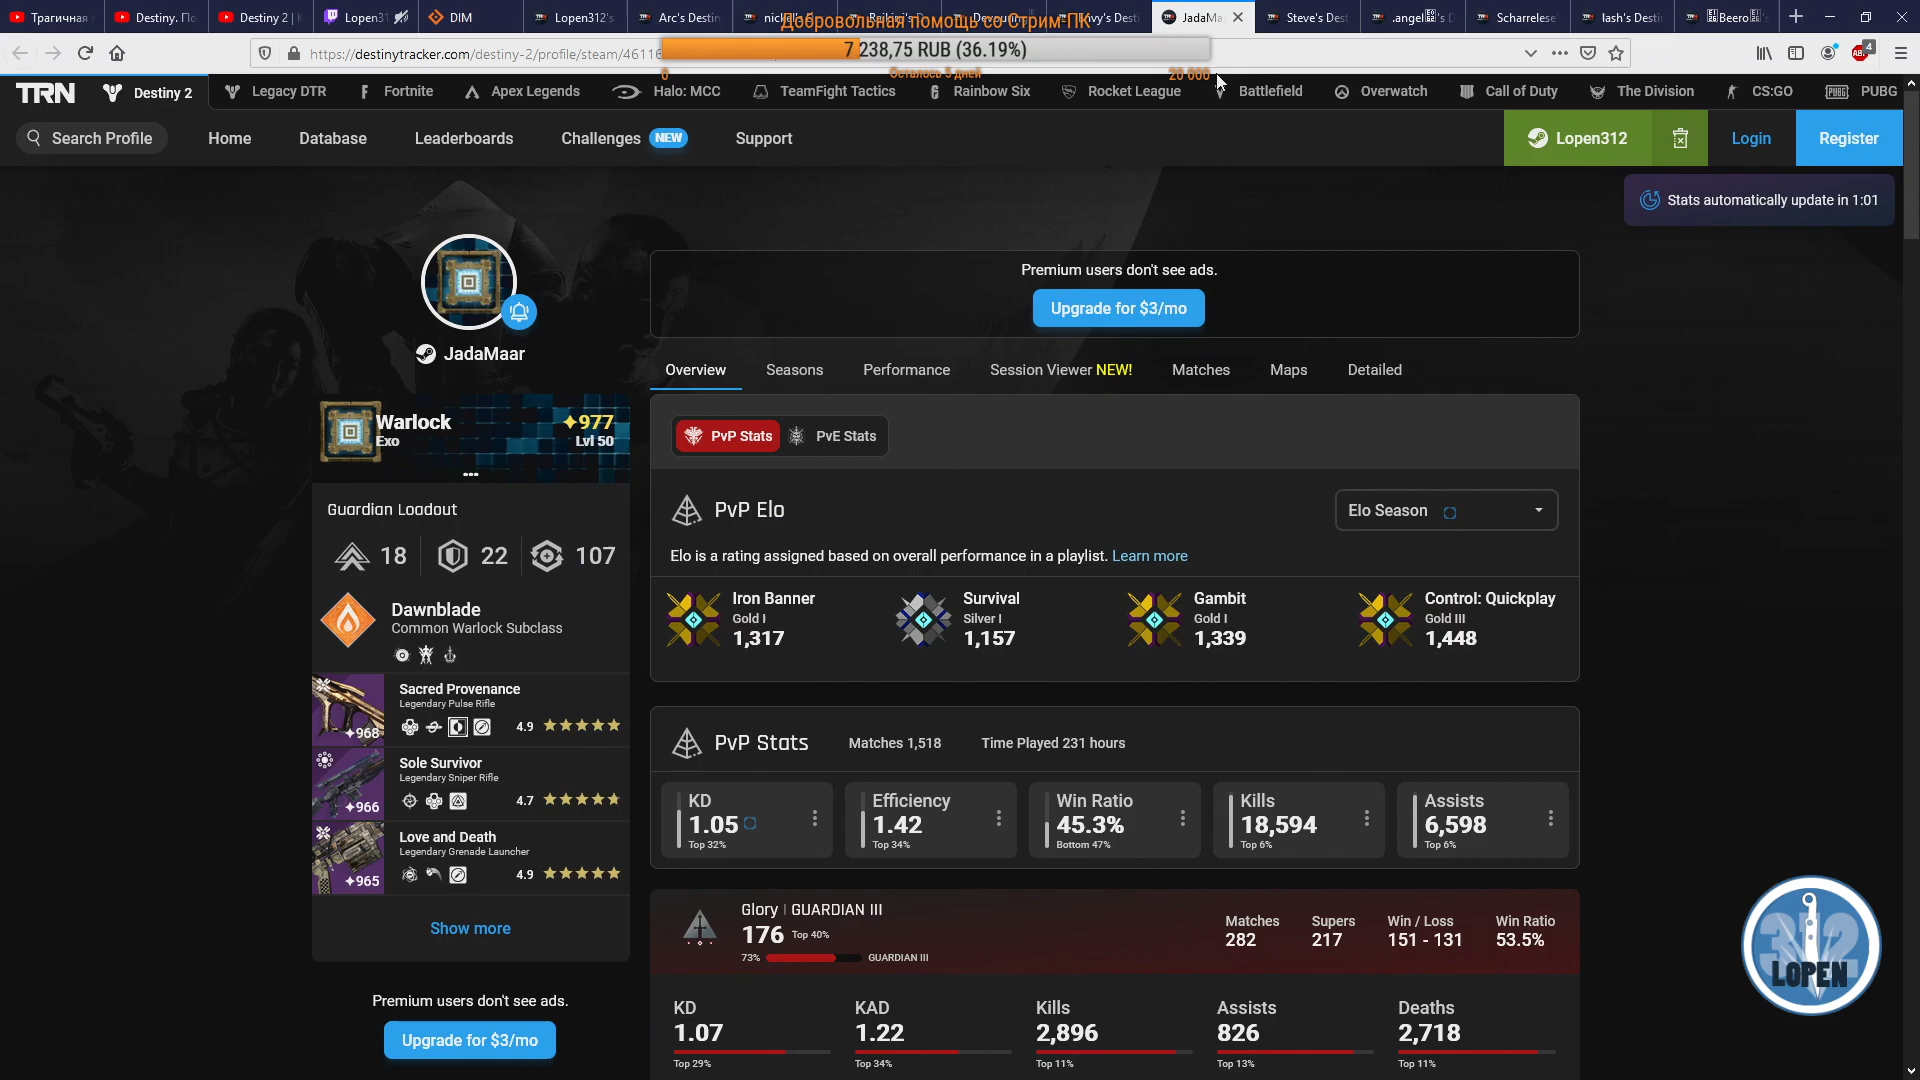 Трагичная
Destiny. По
Destiny 2 |
Lopen31
DIM
Lopen312's
Arc's Destin
JadaMa
Steve's Dest
.angel
Scharrelese
lash's Destin
Beero
Добровольная помощь со Стрим-ПК
7 238,75 RUB (36.19%)
0
Осталось 5 дней
20 000
https://destinytracker.com/destiny-2/profile/steam/46116
4
TRN
Destiny 2
Legacy DTR
Fortnite
Apex Legends
Halo: MCC
TeamFight Tactics
Rainbow Six
Rocket League
Battlefield
Overwatch
Call of Duty
The Division
CS:GO
PUBG
Search Profile
Home
Database
Leaderboards
Challenges NEW
Support
Lopen312
Login
Register
Stats automatically update in 1:01
Premium users don't see ads.
Upgrade for $3/mo
JadaMaar
Overview
Seasons
Performance
Session Viewer NEW!
Matches
Maps
Detailed
Warlock
Exo
977
Lvl 50
PvP Stats
PvE Stats
Guardian Loadout
18
22
107
PvP Elo
Elo Season
Elo is a rating assigned based on overall performance in a playlist. Learn more
Iron Banner
Gold I
1,317
Survival
Silver I
1,157
Gambit
Gold I
1,339
Control: Quickplay
Gold III
1,448
Dawnblade
Common Warlock Subclass
Sacred Provenance
Legendary Pulse Rifle
968
4.9
Sole Survivor
Legendary Sniper Rifle
966
4.7
Love and Death
Legendary Grenade Launcher
965
4.9
Show more
PvP Stats
Matches 1,518
Time Played 231 hours
KD
1.05
Top 32%
Efficiency
1.42
Top 34%
Win Ratio
45.3%
Bottom 47%
Kills
18,594
Top 6%
Assists
6,598
Top 6%
Glory | GUARDIAN III
176 Top 40%
73%
GUARDIAN III
Matches
282
Supers
217
Win / Loss
151 - 131
Win Ratio
53.5%
KD
1.07
Top 29%
KAD
1.22
Top 34%
Kills
2,896
Top 11%
Assists
826
Top 13%
Deaths
2,718
Top 11%
Premium users don't see ads.
Upgrade for $3/mo
312
LOPEN